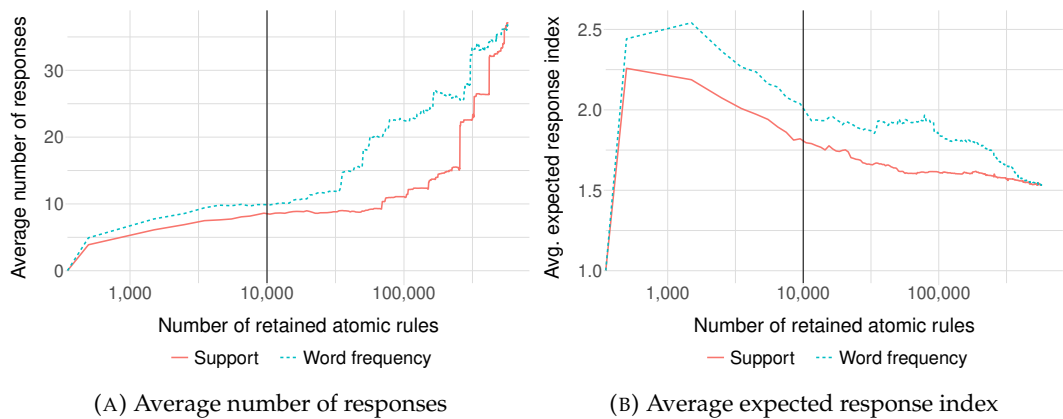 Average number of responses
30
20
10
0
1,000
10,000
100,000
Number of retained atomic rules
Support
Word frequency
(A) Average number of responses
Avg. expected response index
2.5
2.0
1.5
1.0
1,000
10,000
100,000
Number of retained atomic rules
Support
Word frequency
(B) Average expected response index